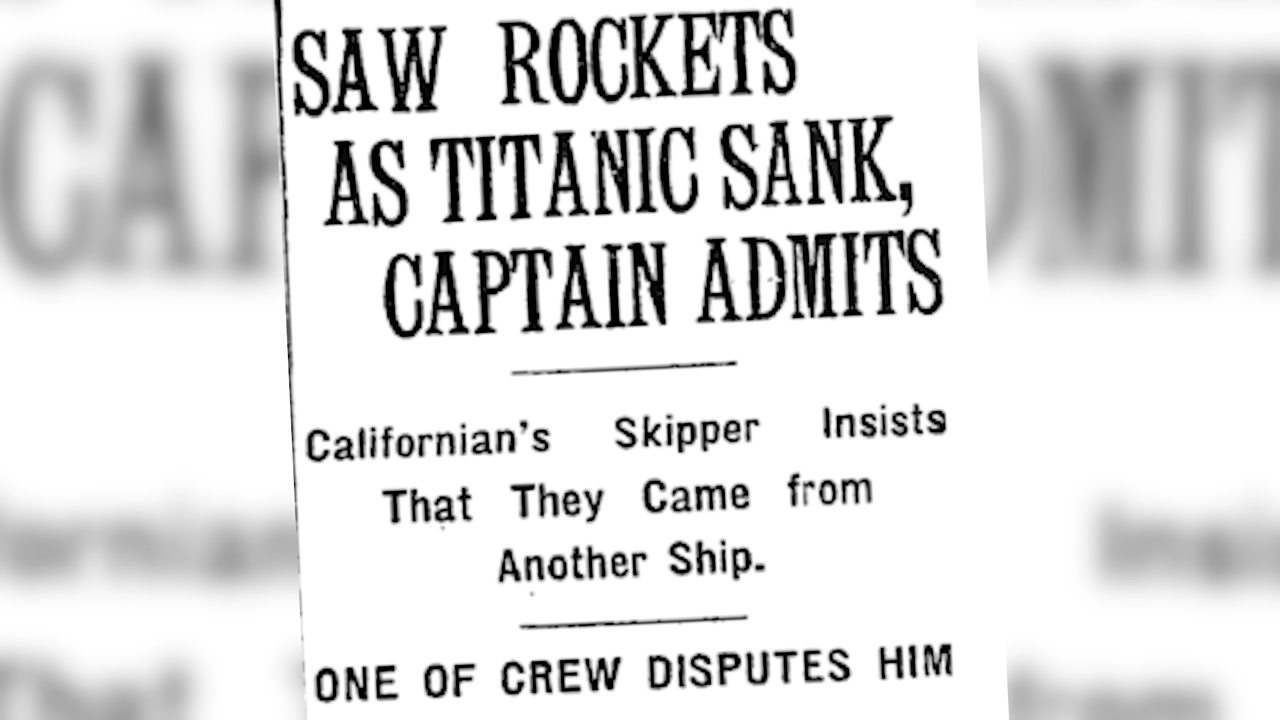 SAW ROCKETS
AS TITANIC SANK,
CAPTAIN ADMITS
Californian's Skipper Insists
That They Came from
Another Ship.
ONE OF CREW DISPUTES HIM